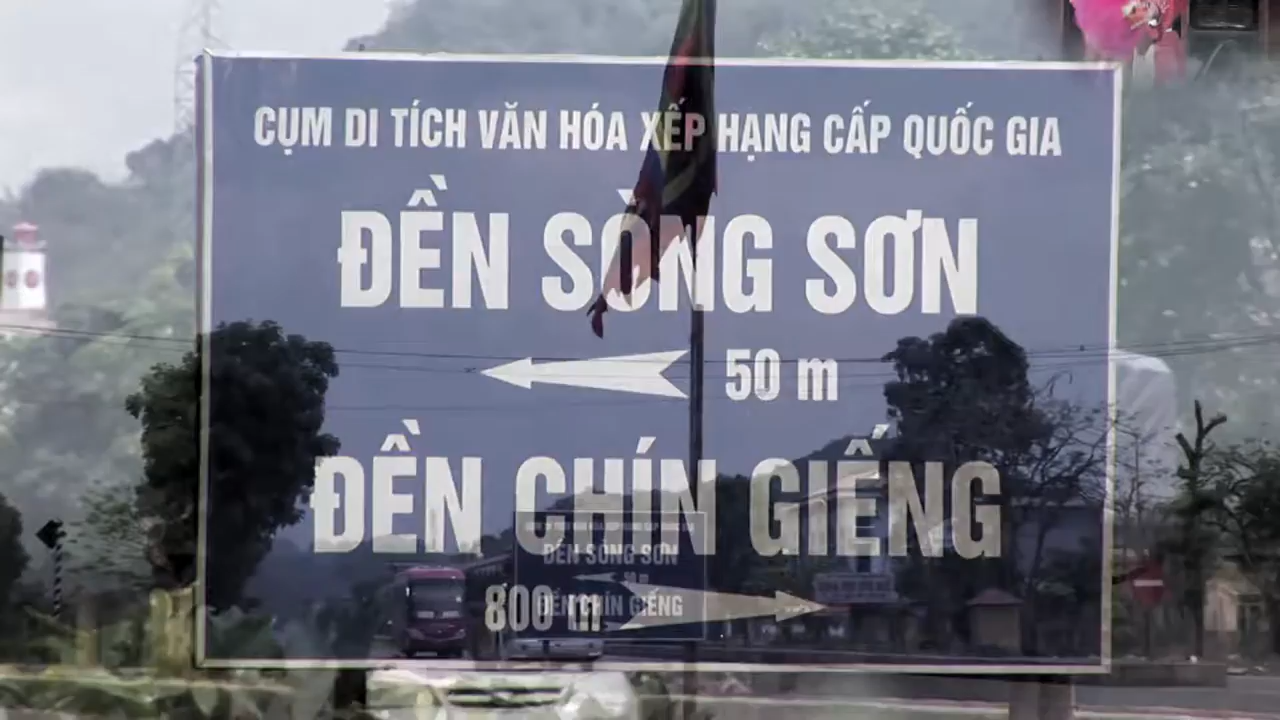 CỤM DI TÍCH VĂN HÓA XẾP HẠNG CẤP QUỐC GIA
ĐỀN SÒNG SƠN
50 m
ĐỀN CHÍN GIẾNG
800 m
ĐỀN SÒNG SƠN
ĐỀN CHÍN GIẾNG